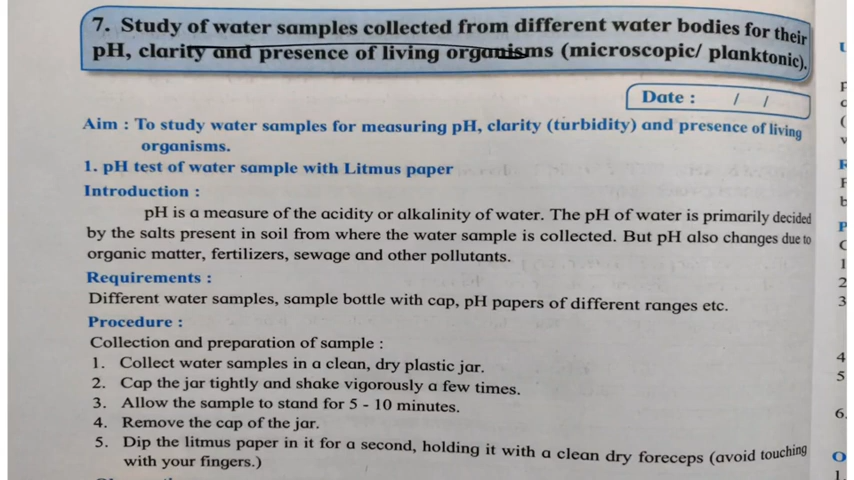 7. Study of water samples collected from different water bodies for their
pH, clarity and presence of living organisms (microscopic/ planktonic).
Date : / /
Aim : To study water samples for measuring pH, clarity (turbidity) and presence of living
organisms.
1. pH test of water sample with Litmus paper
Introduction :
pH is a measure of the acidity or alkalinity of water. The pH of water is primarily decided
by the salts present in soil from where the water sample is collected. But pH also changes due to
organic matter, fertilizers, sewage and other pollutants.
Requirements :
Different water samples, sample bottle with cap, pH papers of different ranges etc.
Procedure :
Collection and preparation of sample :
1. Collect water samples in a clean, dry plastic jar.
2. Cap the jar tightly and shake vigorously a few times.
3. Allow the sample to stand for 5 - 10 minutes.
4. Remove the cap of the jar.
5. Dip the litmus paper in it for a second, holding it with a clean dry foreceps (avoid touching
with your fingers.)